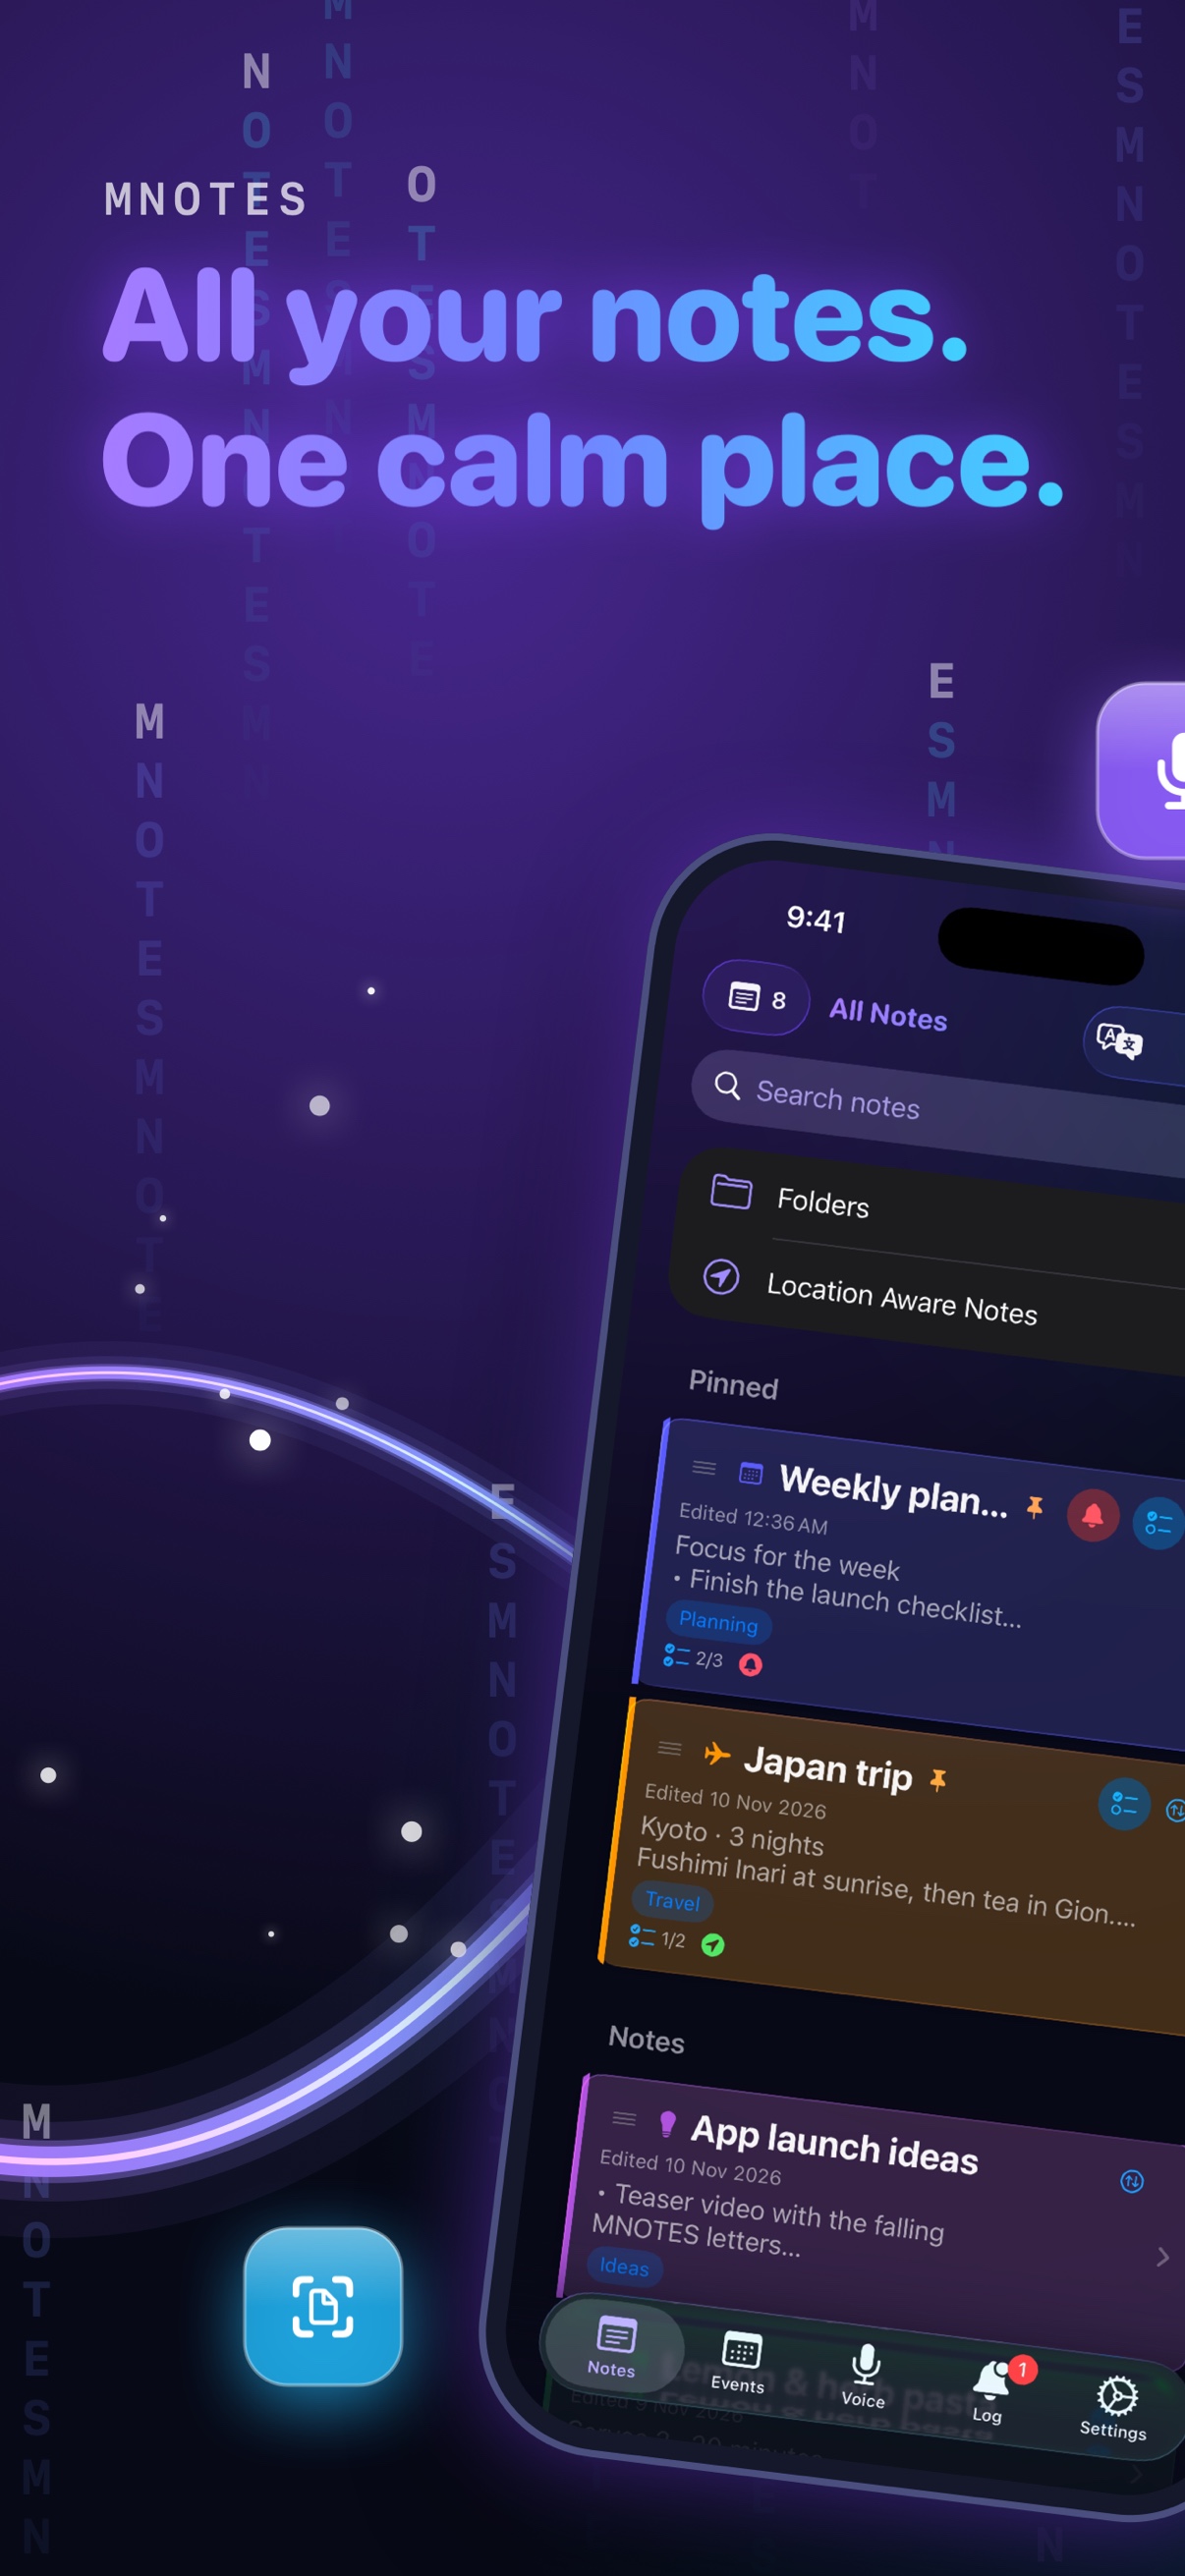 MNOTES
All your notes.
One calm place.
9:41
8
All Notes
Search notes
Folders
Location Aware Notes
Pinned
Weekly plan...
Edited 12:36 AM
Focus for the week
• Finish the launch checklist...
Planning
2/3
Japan trip
Edited 10 Nov 2026
Kyoto · 3 nights
Fushimi Inari at sunrise, then tea in Gion....
Travel
1/2
Notes
App launch ideas
Edited 10 Nov 2026
• Teaser video with the falling
MNOTES letters...
Ideas
Notes
Events
Voice
1
Log
Settings
Edited 9 Nov 2026